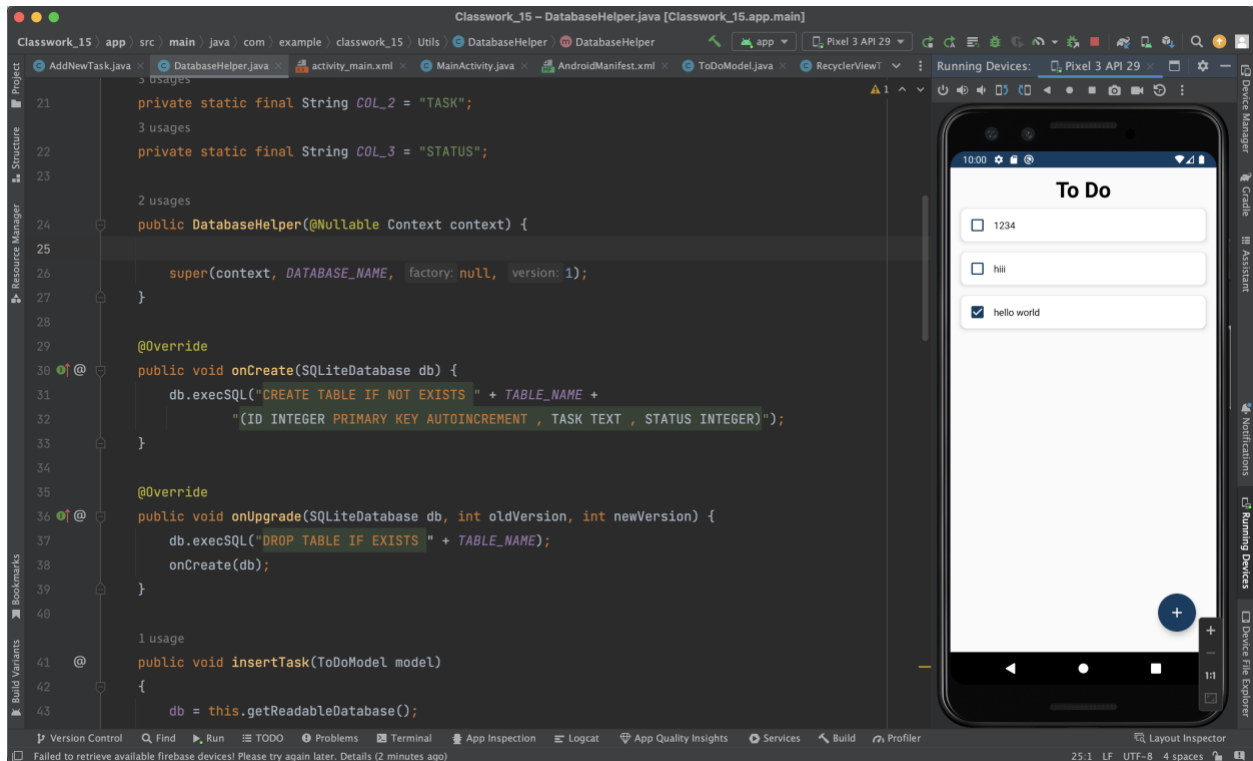 Classwork_15 – DatabaseHelper.java [Classwork_15.app.main]
Classwork_15 〉 app 〉 src 〉 main 〉 java 〉 com 〉 example 〉 classwork_15 〉 Utils 〉 DatabaseHelper 〉 DatabaseHelper
app
Pixel 3 API 29
AddNewTask.java
DatabaseHelper.java
activity_main.xml
MainActivity.java
AndroidManifest.xml
ToDoModel.java
RecyclerViewT
Running Devices:
Pixel 3 API 29
3 usages
1
21 private static final String COL_2 = "TASK";
3 usages
22 private static final String COL_3 = "STATUS";
23
2 usages
24 public DatabaseHelper(@Nullable Context context) {
25
26 super(context, DATABASE_NAME, factory: null, version: 1);
27 }
28
29 @Override
30 @ public void onCreate(SQLiteDatabase db) {
31 db.execSQL("CREATE TABLE IF NOT EXISTS " + TABLE_NAME +
32 "(ID INTEGER PRIMARY KEY AUTOINCREMENT , TASK TEXT , STATUS INTEGER)");
33 }
34
35 @Override
36 @ public void onUpgrade(SQLiteDatabase db, int oldVersion, int newVersion) {
37 db.execSQL("DROP TABLE IF EXISTS " + TABLE_NAME);
38 onCreate(db);
39 }
40
1 usage
41 @ public void insertTask(ToDoModel model)
42 {
43 db = this.getReadableDatabase();
Project
Structure
Resource Manager
Bookmarks
Build Variants
10:00
To Do
1234
hiii
hello world
+
+
1:1
Device Manager
Gradle
Assistant
Notifications
Running Devices
Device File Explorer
Version Control
Find
Run
TODO
Problems
Terminal
App Inspection
Logcat
App Quality Insights
Services
Build
Profiler
Layout Inspector
Failed to retrieve available firebase devices! Please try again later. Details (2 minutes ago)
25:1 LF UTF-8 4 spaces